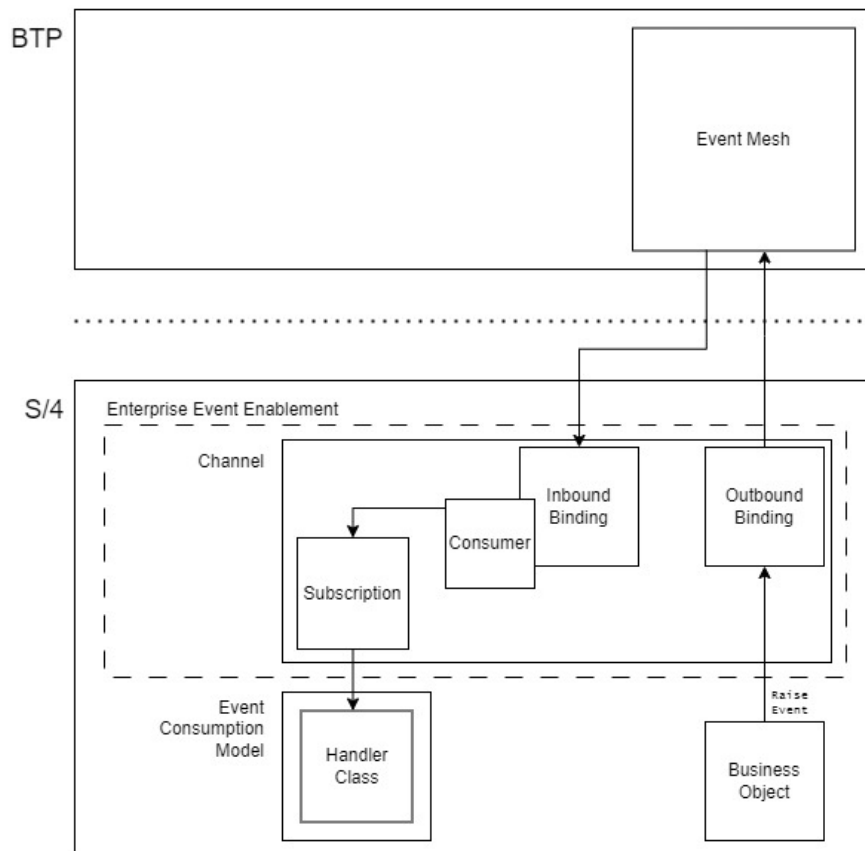 BTP
Event Mesh
S/4
Enterprise Event Enablement
Channel
Inbound
Binding
Outbound
Binding
Consumer
Subscription
Event
Consumption
Model
Handler
Class
Raise
Event
Business
Object